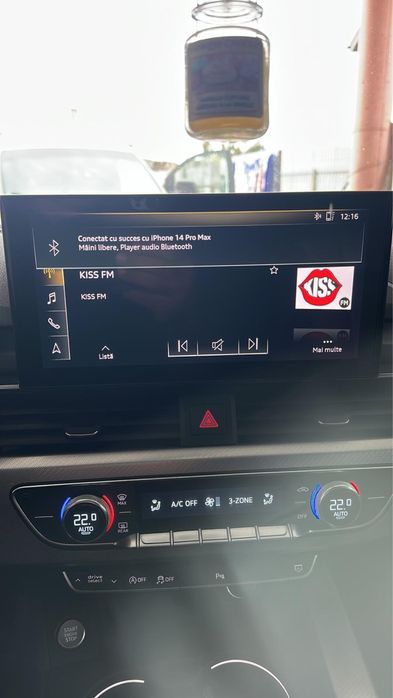 12:16
Conectat cu succes cu iPhone 14 Pro Max
Mâini libere, Player audio Bluetooth
KISS FM
KISS FM
KISS
FM
Listă
Mai multe
22.0
AUTO
MAX
REAR
A/C OFF
3-ZONE
OFF
22.0
AUTO
drive
select
OFF
OFF
START
ENGINE
STOP